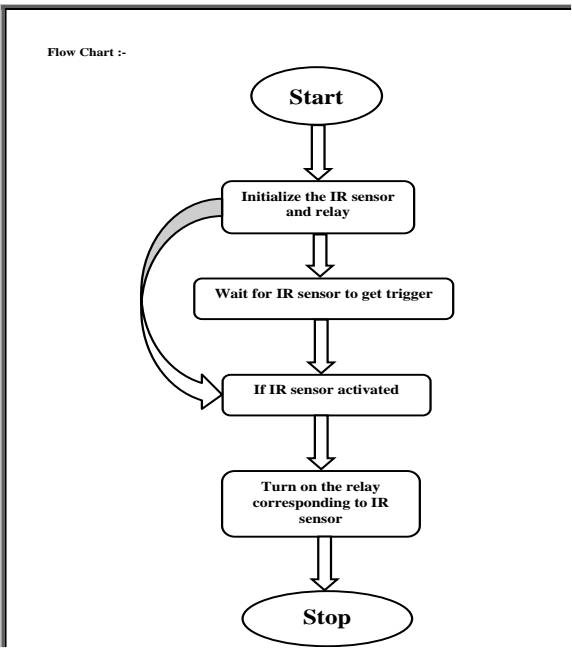 Flow Chart :-
Start
Initialize the IR sensor
and relay
Wait for IR sensor to get trigger
If IR sensor activated
Turn on the relay
corresponding to IR
sensor
Stop